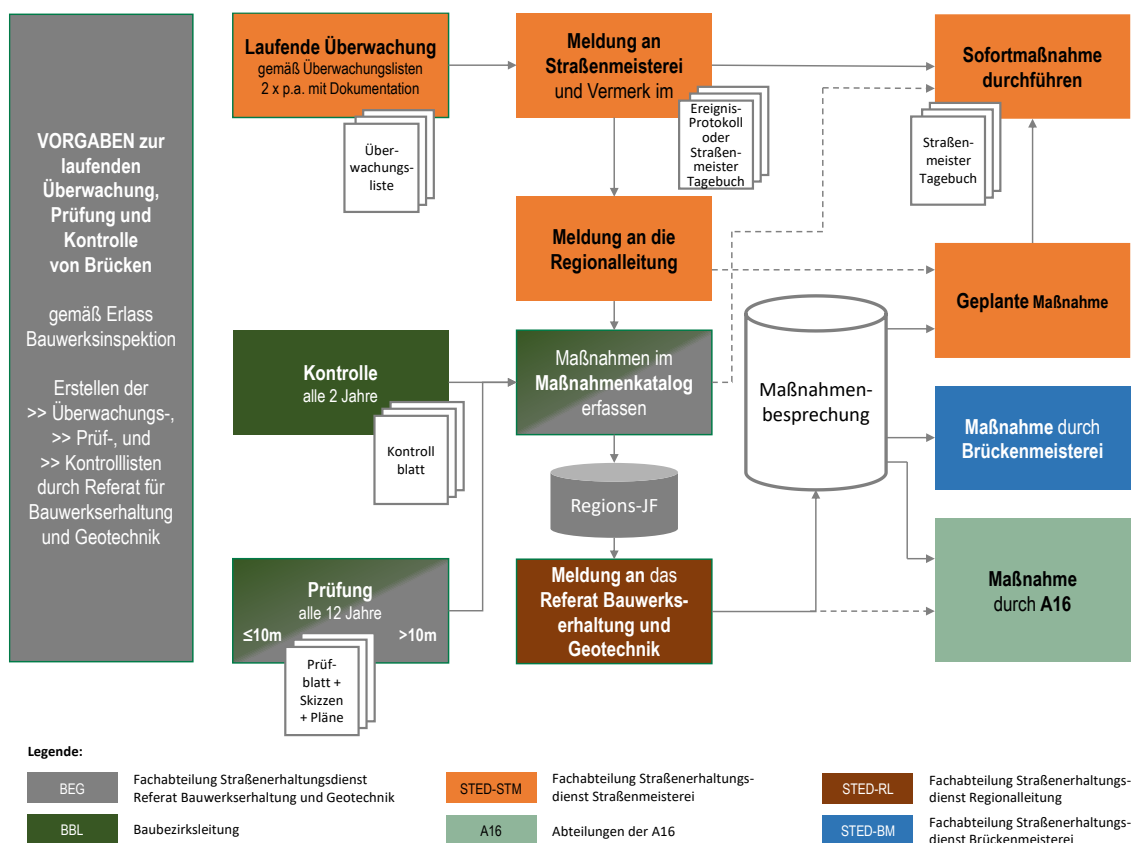 VORGABEN zur
laufenden
Überwachung,
Prüfung und
Kontrolle
von Brücken
gemäß Erlass
Bauwerksinspektion
Erstellen der
>> Überwachungs-,
>> Prüf-, und
>> Kontrolllisten
durch Referat für
Bauwerkserhaltung
und Geotechnik
Laufende Überwachung
gemäß Überwachungslisten
2 x p.a. mit Dokumentation
Über-
wachungs-
liste
Meldung an
Straßenmeisterei
und Vermerk im
Ereignis-
Protokoll
oder
Straßen-
meister
Tagebuch
Sofortmaßnahme
durchführen
Straßen-
meister
Tagebuch
Meldung an die
Regionalleitung
Geplante Maßnahme
Kontrolle
alle 2 Jahre
Kontroll
blatt
Maßnahmen im
Maßnahmenkatalog
erfassen
Maßnahmen-
besprechung
Maßnahme durch
Brückenmeisterei
Regions-JF
Prüfung
alle 12 Jahre
≤10m >10m
Prüf-
blatt +
Skizzen
+ Pläne
Meldung an das
Referat Bauwerks-
erhaltung und
Geotechnik
Maßnahme
durch A16
Legende:
BEG Fachabteilung Straßenerhaltungsdienst
Referat Bauwerkserhaltung und Geotechnik
BBL Baubezirksleitung
STED-STM Fachabteilung Straßenerhaltungs-
dienst Straßenmeisterei
A16 Abteilungen der A16
STED-RL Fachabteilung Straßenerhaltungs-
dienst Regionalleitung
STED-BM Fachabteilung Straßenerhaltungs-
dienst Brückenmeisterei